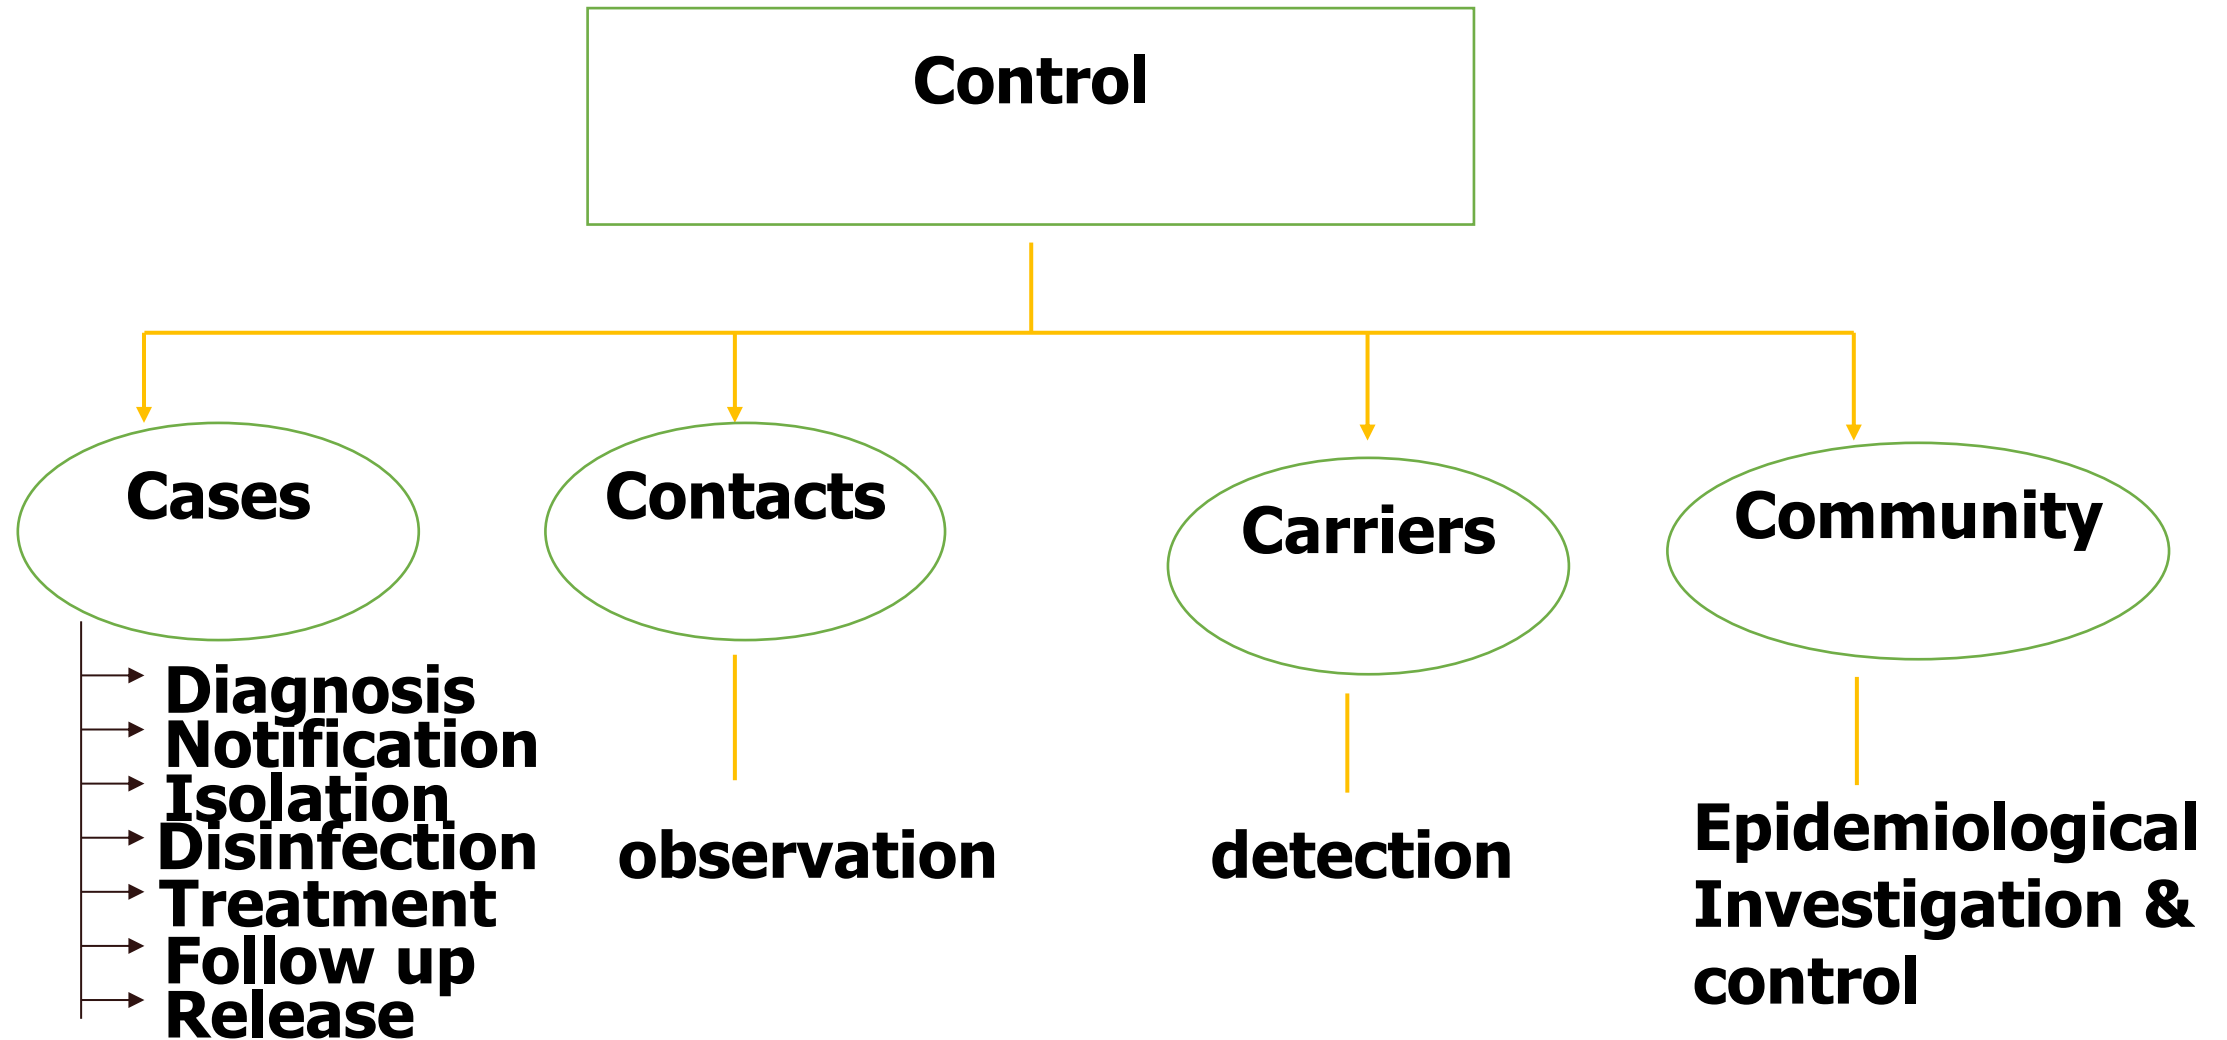 Control
Cases
Contacts
Carriers
Community
Diagnosis
Notification
Isolation
Disinfection
Treatment
Follow up
Release
observation
detection
Epidemiological
Investigation &
control